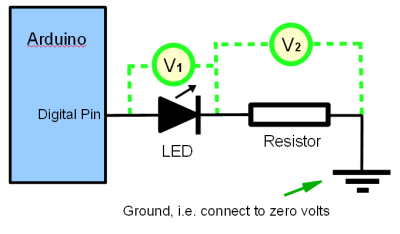 Arduino
V1
V2
Digital Pin
LED
Resistor
Ground, i.e. connect to zero volts